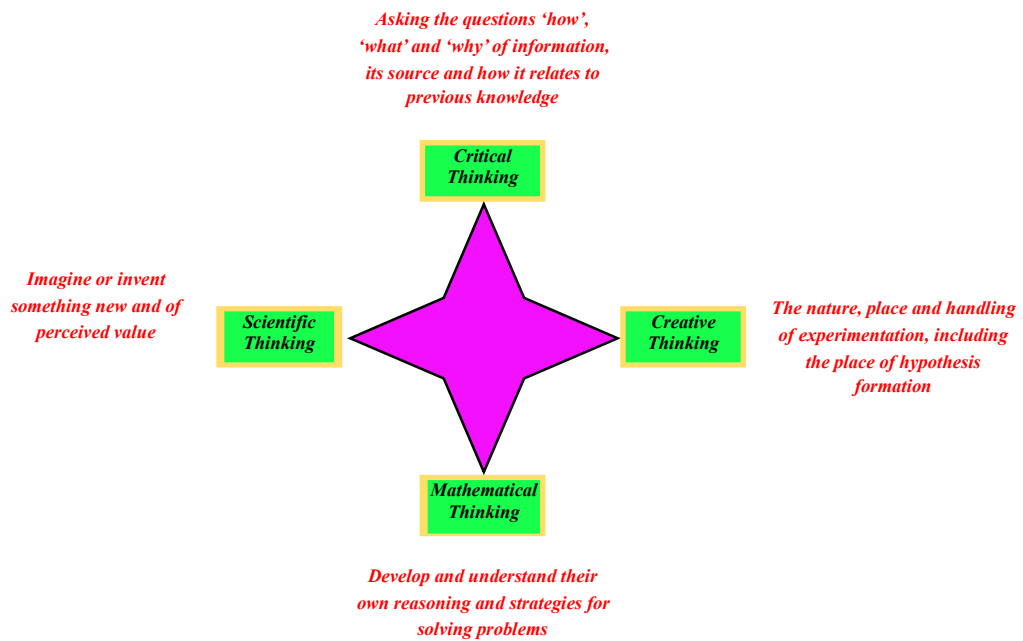 Asking the questions ‘how’,
‘what’ and ‘why’ of information,
its source and how it relates to
previous knowledge
Critical
Thinking
Imagine or invent
something new and of
perceived value
Scientific
Thinking
Creative
Thinking
The nature, place and handling
of experimentation, including
the place of hypothesis
formation
Mathematical
Thinking
Develop and understand their
own reasoning and strategies for
solving problems